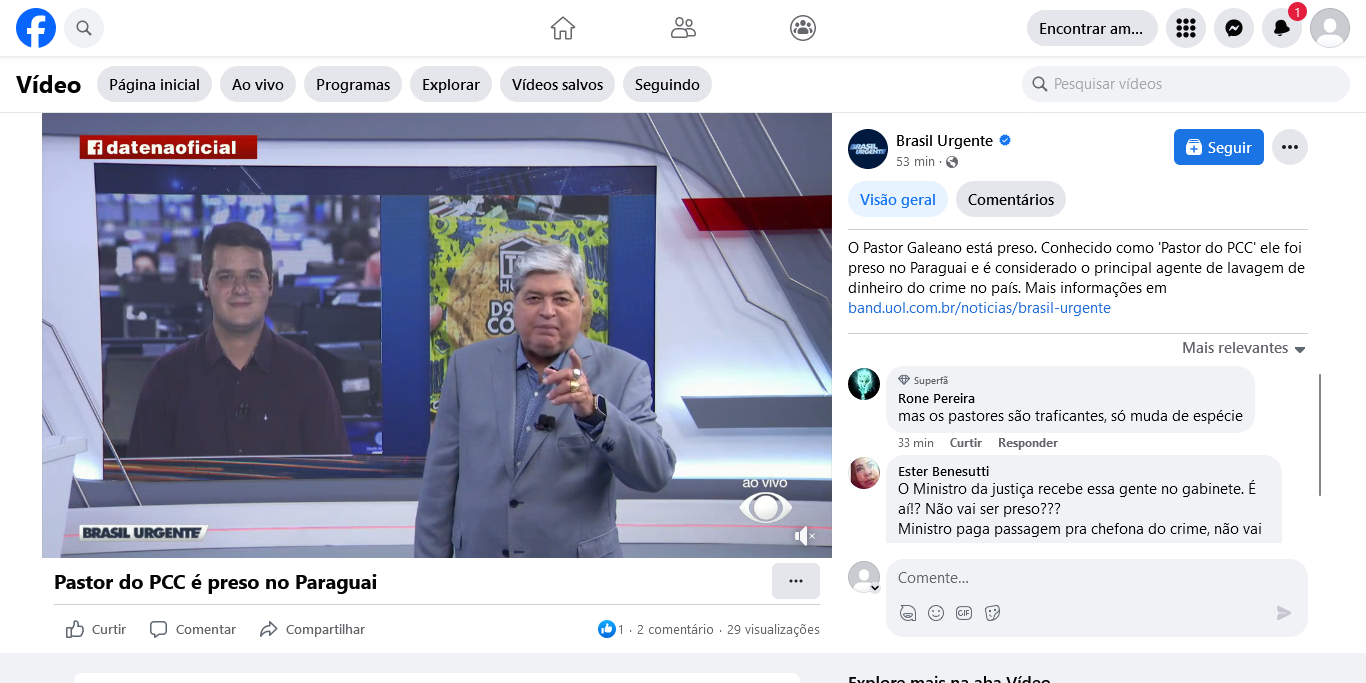 Encontrar am...
1
Vídeo
Página inicial
Ao vivo
Programas
Explorar
Vídeos salvos
Seguindo
Pesquisar vídeos
datenaoficial
ao vivo
BRASIL URGENTE
Pastor do PCC é preso no Paraguai
Curtir
Comentar
Compartilhar
1 · 2 comentário · 29 visualizações
BRASIL URGENTE
Brasil Urgente
53 min ·
Seguir
Visão geral
Comentários
O Pastor Galeano está preso. Conhecido como 'Pastor do PCC' ele foi
preso no Paraguai e é considerado o principal agente de lavagem de
dinheiro do crime no país. Mais informações em
band.uol.com.br/noticias/brasil-urgente
Mais relevantes
Superfã
Rone Pereira
mas os pastores são traficantes, só muda de espécie
33 min Curtir Responder
Ester Benesutti
O Ministro da justiça recebe essa gente no gabinete. É
aí!? Não vai ser preso???
Ministro paga passagem pra chefona do crime, não vai
Comente...
GIF
Explore mais na aba Vídeo